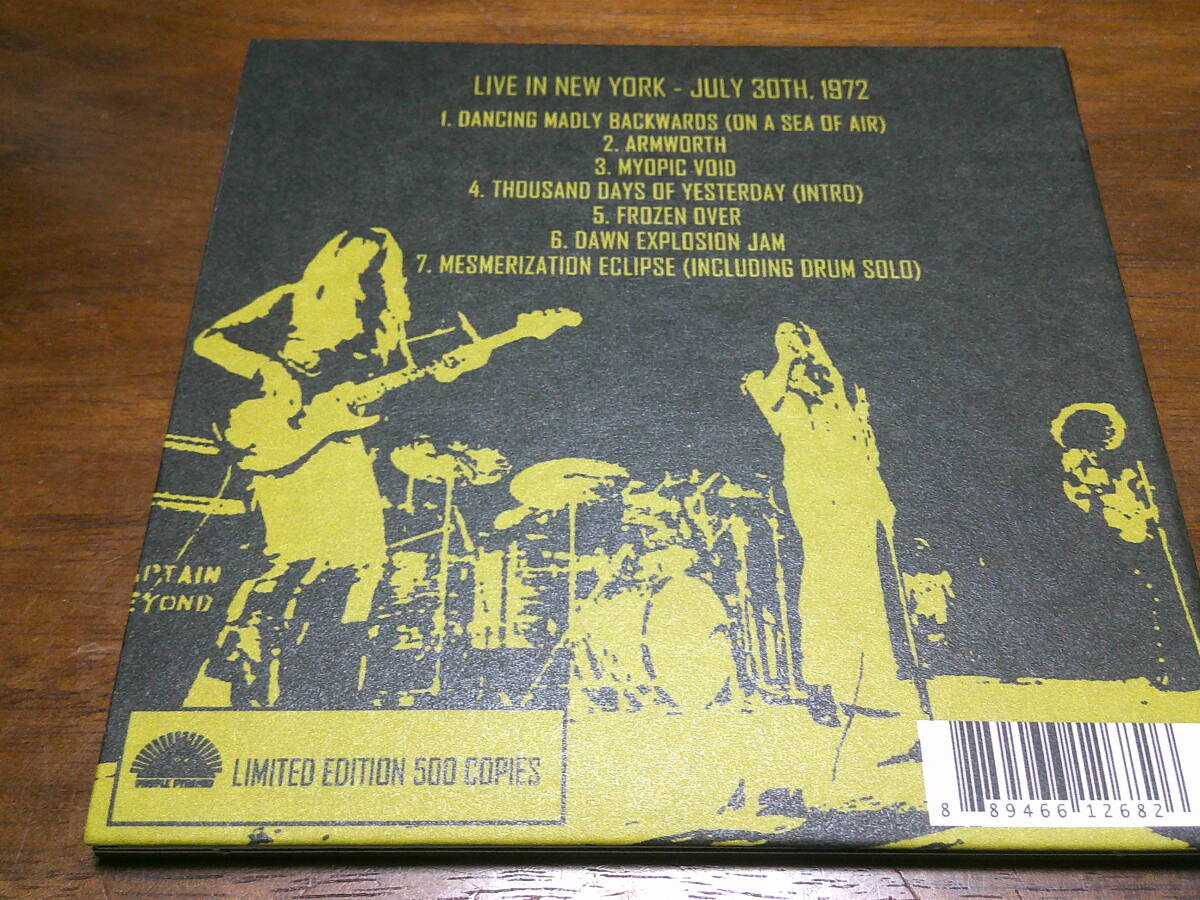 LIVE IN NEW YORK - JULY 30TH, 1972
1. DANCING MADLY BACKWARDS (ON A SEA OF AIR)
2. ARMWORTH
3. MYOPIC VOID
4. THOUSAND DAYS OF YESTERDAY (INTRO)
5. FROZEN OVER
6. DAWN EXPLOSION JAM
7. MESMERIZATION ECLIPSE (INCLUDING DRUM SOLO)
PTAIN
EYOND
PURPLE PYRAMID
LIMITED EDITION 500 COPIES
8 89466 12682